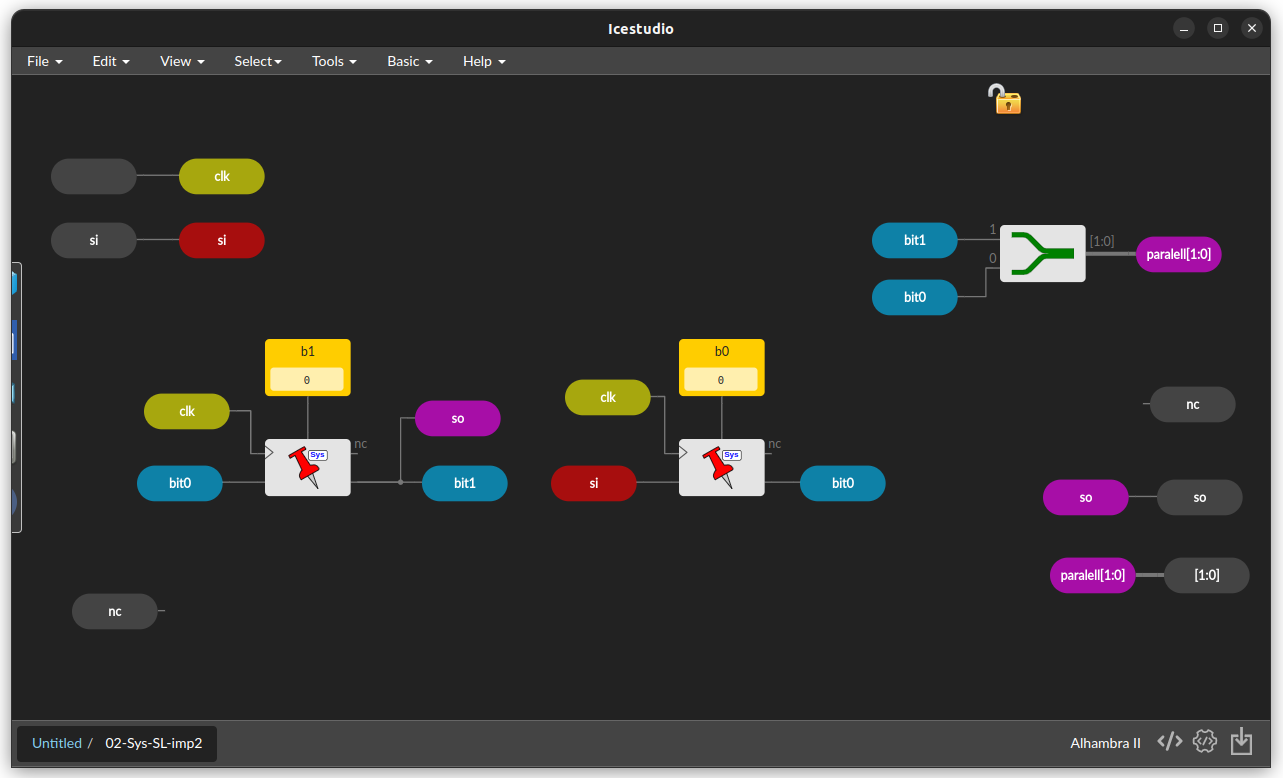 Icestudio
File Edit View Select Tools Basic Help
clk
si si
bit1 1 [1:0] paralell[1:0]
bit0 0
b1
0
b0
0
clk
so
nc
Sys
bit0
bit1
clk
nc
Sys
si
bit0
nc
so so
paralell[1:0] [1:0]
nc
Untitled / 02-Sys-SL-imp2
Alhambra II </> </>